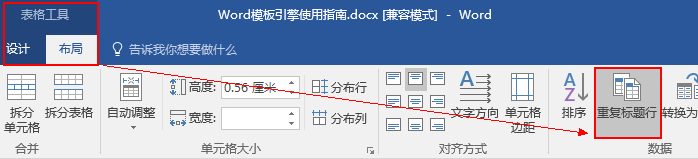 表格工具 Word模板引擎使用指南.docx [兼容模式] - Word
设计 布局 告诉我你想要做什么
拆分单元格 拆分表格 自动调整 高度: 0.56 厘米 分布行 文字方向 单元格边距 排序 重复标题行 转换为
宽度: 分布列
合并 单元格大小 对齐方式 数据